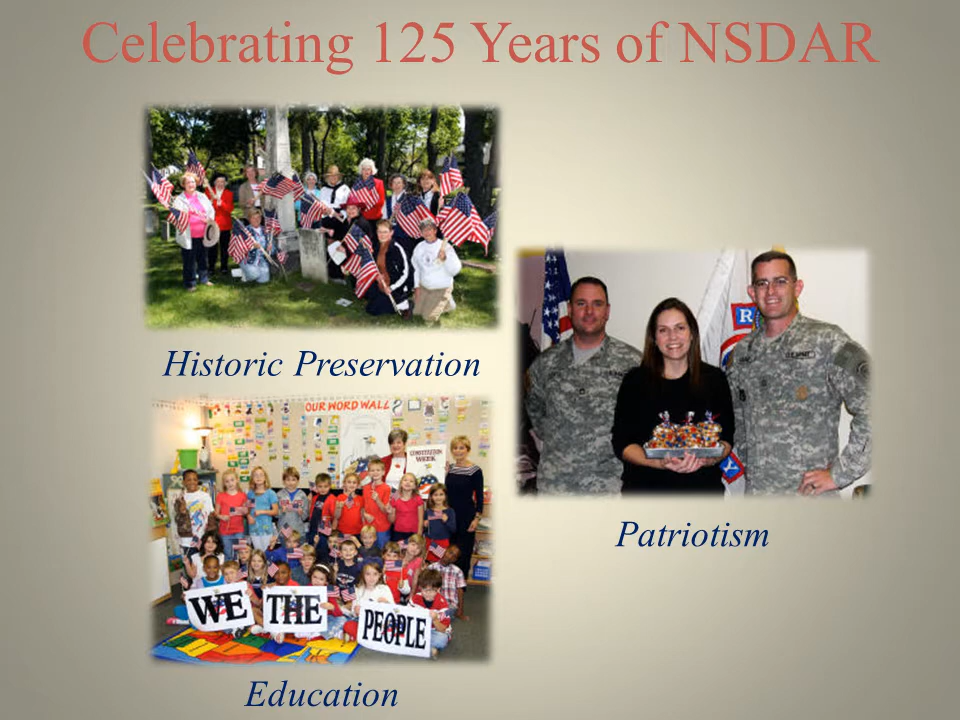 Celebrating 125 Years of NSDAR
Historic Preservation
OUR WORD WALL
CONSTITUTION
WEEK
WE THE PEOPLE
Education
R
Patriotism